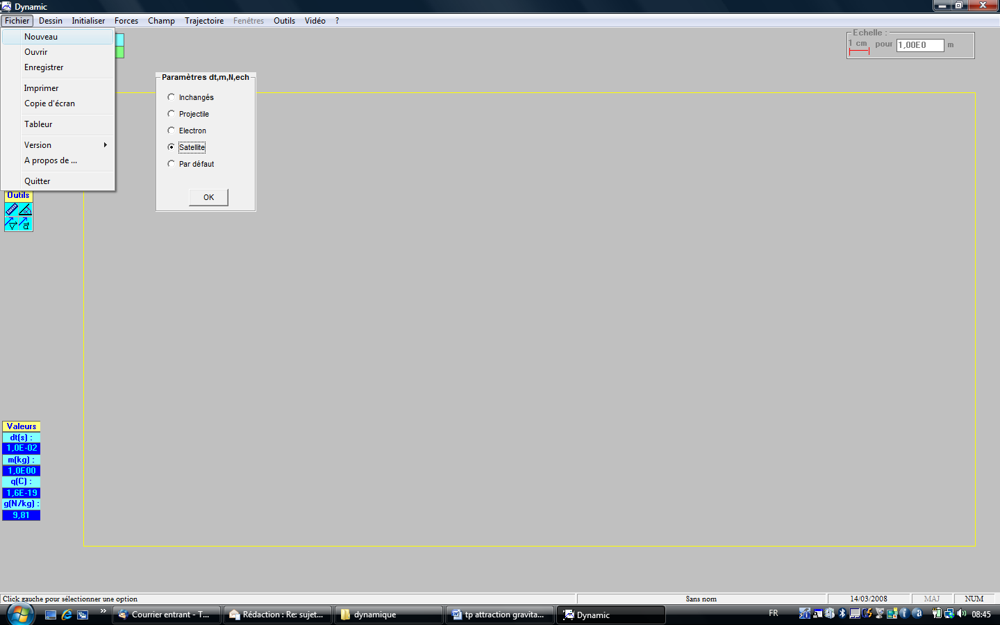 Dynamic
Fichier Dessin Initialiser Forces Champ Trajectoire Fenêtres Outils Vidéo ?
Nouveau
Ouvrir
Enregistrer
Imprimer
Copie d'écran
Tableur
Version
A propos de ...
Quitter
Echelle :
1 cm pour 1,00E0 m
Paramètres dt,m,N,ech
Inchangés
Projectile
Electron
Satellite
Par défaut
OK
Outils
Valeurs
dt(s) :
1,0E-02
m(kg) :
1,0E00
q(C) :
1,6E-19
g(N/kg) :
9,81
Click gauche pour sélectionner une option Sans nom 14/03/2008 MAJ NUM
Courrier entrant - T... Rédaction : Re: sujet... dynamique tp attraction gravita... Dynamic FR 08:45